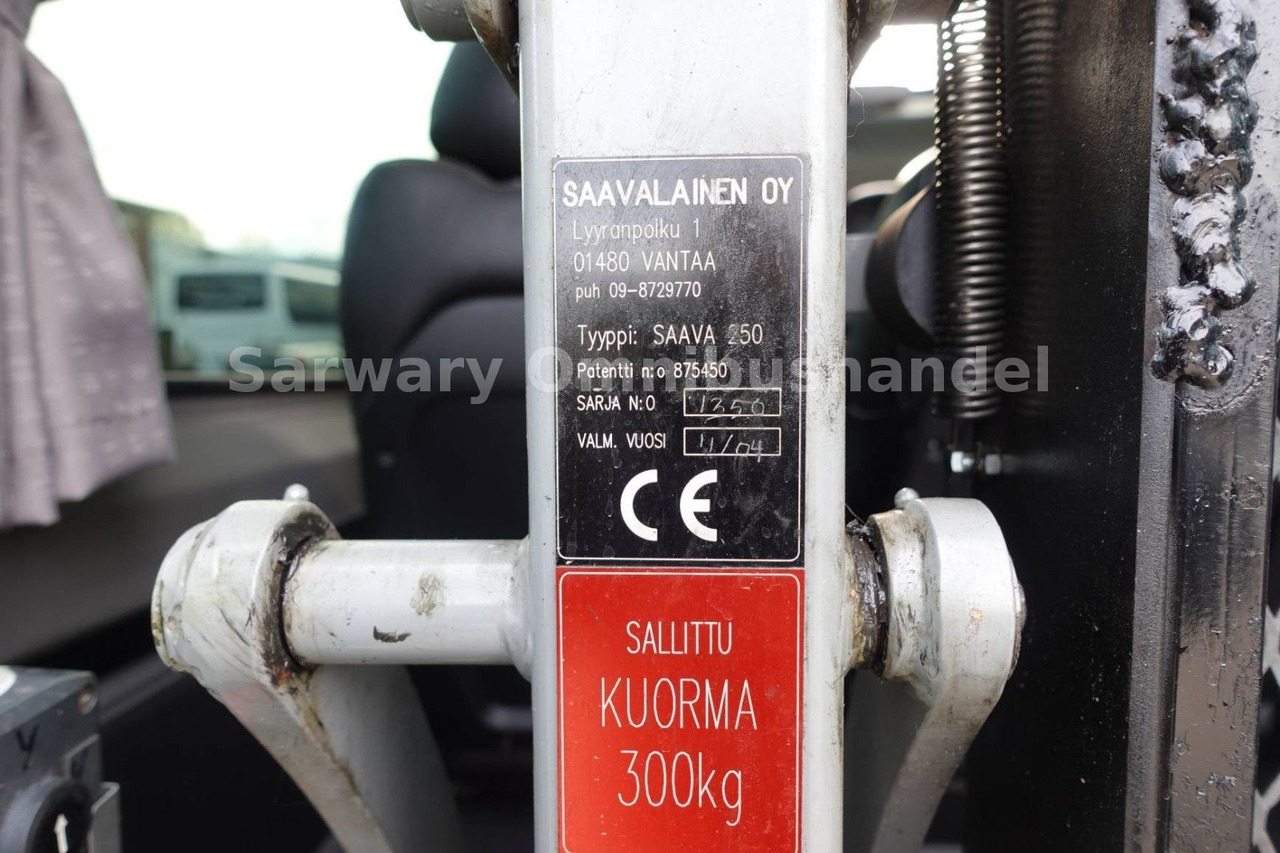 SAAVALAINEN OY
Lyyranpolku 1
01480 VANTAA
puh 09-8729770
Tyyppi: SAAVA 250
Patentti n:o 875450
SARJA N:O 1356
VALM. VUOSI 11/04
CE
SALLITTU
KUORMA
300kg
Sarwary Omnibushandel